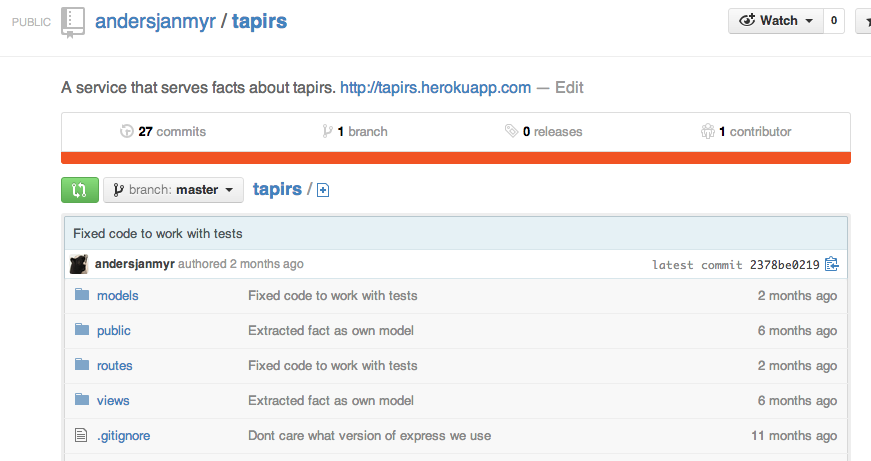 PUBLIC andersjanmyr / tapirs Watch 0
A service that serves facts about tapirs. http://tapirs.herokuapp.com — Edit
27 commits 1 branch 0 releases 1 contributor
branch: master tapirs /
Fixed code to work with tests
andersjanmyr authored 2 months ago latest commit 2378be0219
models Fixed code to work with tests 2 months ago
public Extracted fact as own model 6 months ago
routes Fixed code to work with tests 2 months ago
views Extracted fact as own model 6 months ago
.gitignore Dont care what version of express we use 11 months ago